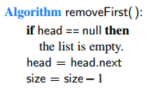 Algorithm removeFirst():
if head == null then
the list is empty.
head = head.next
size = size − 1